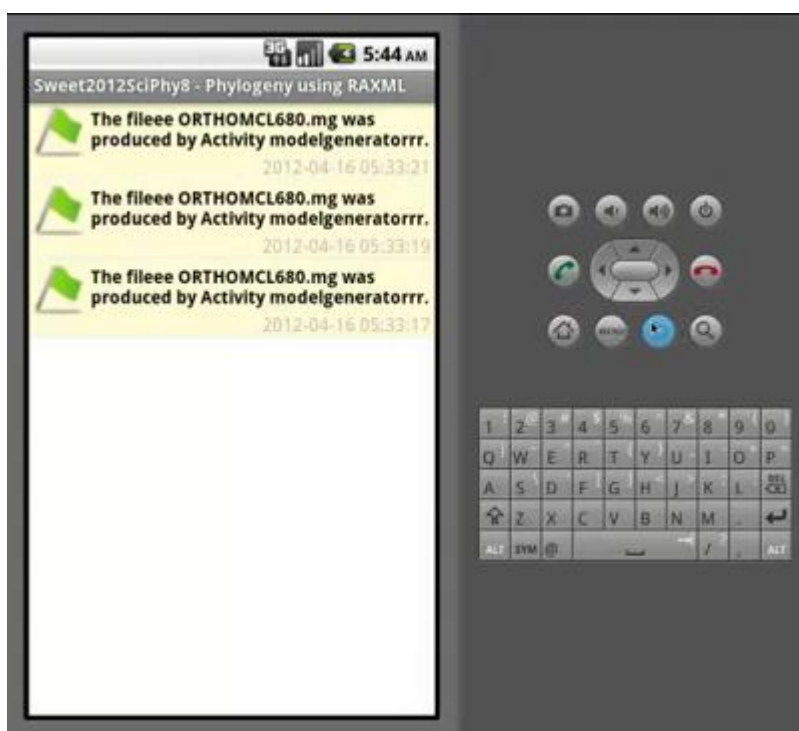 3G
5:44 AM
Sweet2012SciPhy8 - Phylogeny using RAXML
The fileee ORTHOMCL680.mg was
produced by Activity modelgeneratorrr.
2012-04-16 05:33:21
The fileee ORTHOMCL680.mg was
produced by Activity modelgeneratorrr.
2012-04-16 05:33:19
The fileee ORTHOMCL680.mg was
produced by Activity modelgeneratorrr.
2012-04-16 05:33:17
MENU
1 2 3 4 5 6 7 8 9 0
Q W E R T Y U I O P
A S D F G H J K L DEL
Z X C V B N M .
ALT SYM @ / , ALT